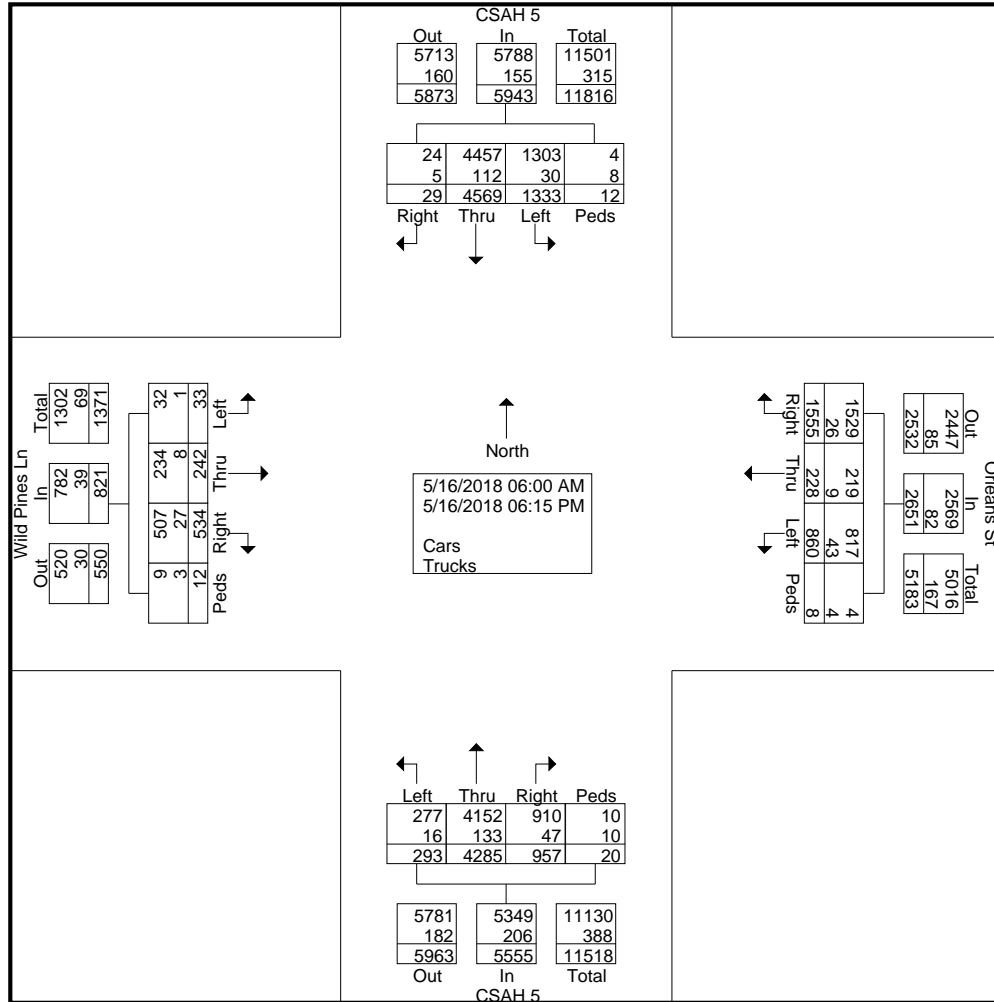 CSAH 5
Out In Total
5713 5788 11501
160 155 315
5873 5943 11816
24 4457 1303 4
5 112 30 8
29 4569 1333 12
Right Thru Left Peds
Wild Pines Ln
Total In Out
1302 782 520
69 39 30
1371 821 550
32 234 507 9
1 8 27 3
33 242 534 12
Left Thru Right Peds
North
5/16/2018 06:00 AM
5/16/2018 06:15 PM
Cars
Trucks
Orleans St
Out In Total
2447 2569 5016
85 82 167
2532 2651 5183
1529 219 817 4
26 9 43 4
1555 228 860 8
Right Thru Left Peds
Left Thru Right Peds
277 4152 910 10
16 133 47 10
293 4285 957 20
5781 5349 11130
182 206 388
5963 5555 11518
Out In Total
CSAH 5